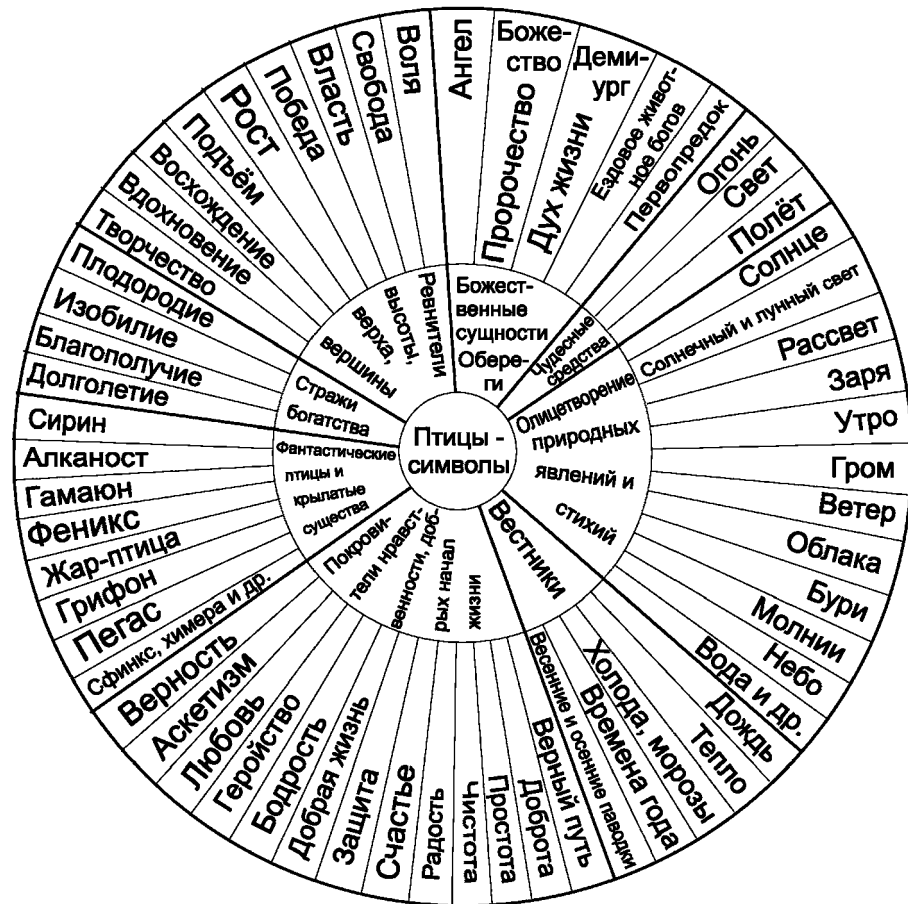 Птицы -
символы
Божест-
венные
сущности
Обере-
ги
Ангел
Боже-
ство
Пророчество
Деми-
ург
Дух жизни
Ездовое живот-
ное богов
Первопредок
Чудесные
средства
Огонь
Свет
Полёт
Олицетворение
природных
явлений и
стихий
Солнце
Солнечный и лунный свет
Рассвет
Заря
Утро
Гром
Ветер
Облака
Бури
Молнии
Небо
Вода и др.
Вестники
Дождь
Тепло
Холода, морозы
Времена года
Весенние и осенние паводки
Покрови-
тели нравст-
венности, доб-
рых начал
жизни
Верный путь
Доброта
Простота
Чистота
Радость
Счастье
Защита
Добрая жизнь
Бодрость
Геройство
Любовь
Аскетизм
Верность
Фантастические
птицы и
крылатые
существа
Сфинкс, химера и др.
Пегас
Грифон
Жар-птица
Феникс
Гамаюн
Алканост
Сирин
Стражи
богатства
Долголетие
Благополучие
Изобилие
Плодородие
Ревнители
высоты,
верха,
вершины
Творчество
Вдохновение
Восхождение
Подъём
Рост
Победа
Власть
Свобода
Воля